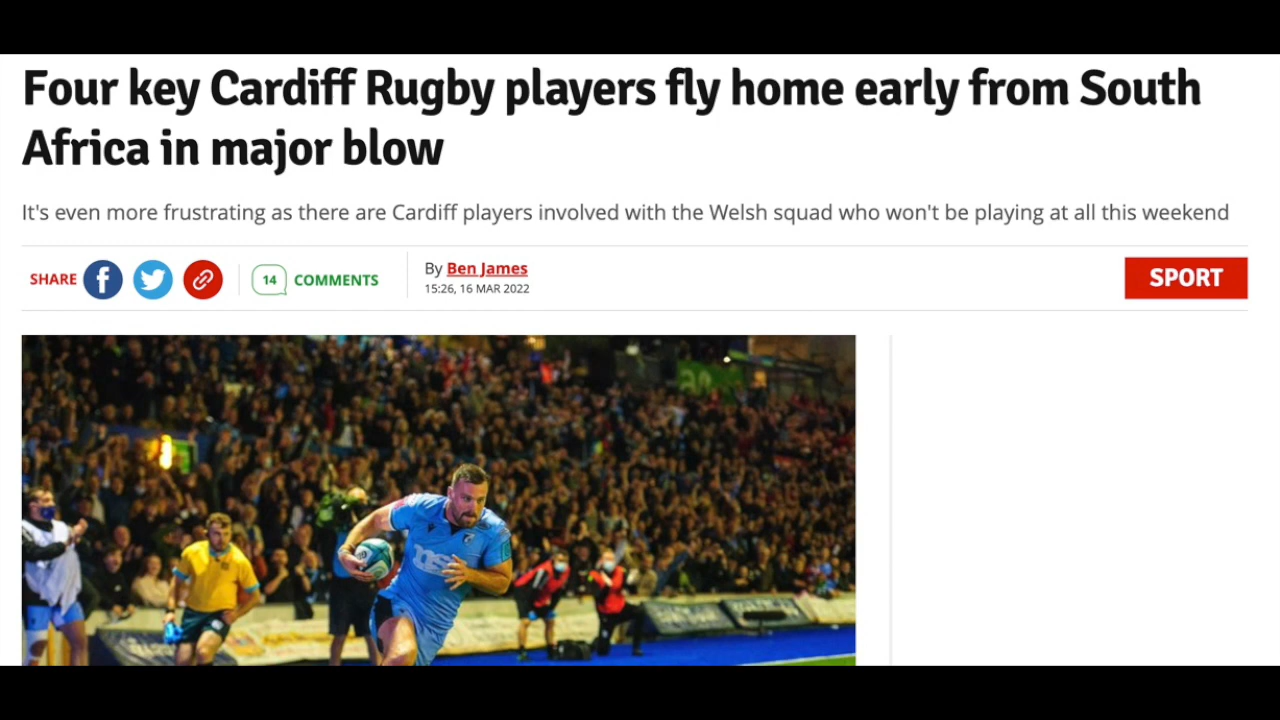 Four key Cardiff Rugby players fly home early from South
Africa in major blow
It's even more frustrating as there are Cardiff players involved with the Welsh squad who won't be playing at all this weekend
SHARE
14 COMMENTS
By Ben James
15:26, 16 MAR 2022
SPORT